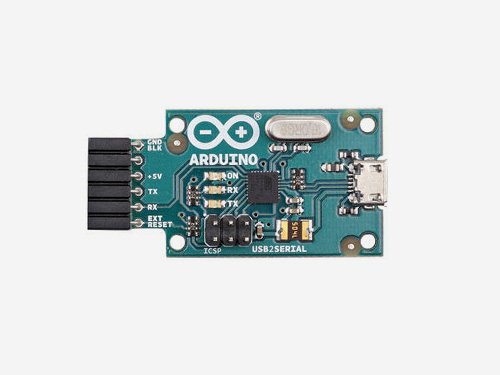 GND
BLK
+5V
TX
RX
EXT
RESET
®
ARDUINO
ON
RX
TX
ICSP
USB2SERIAL